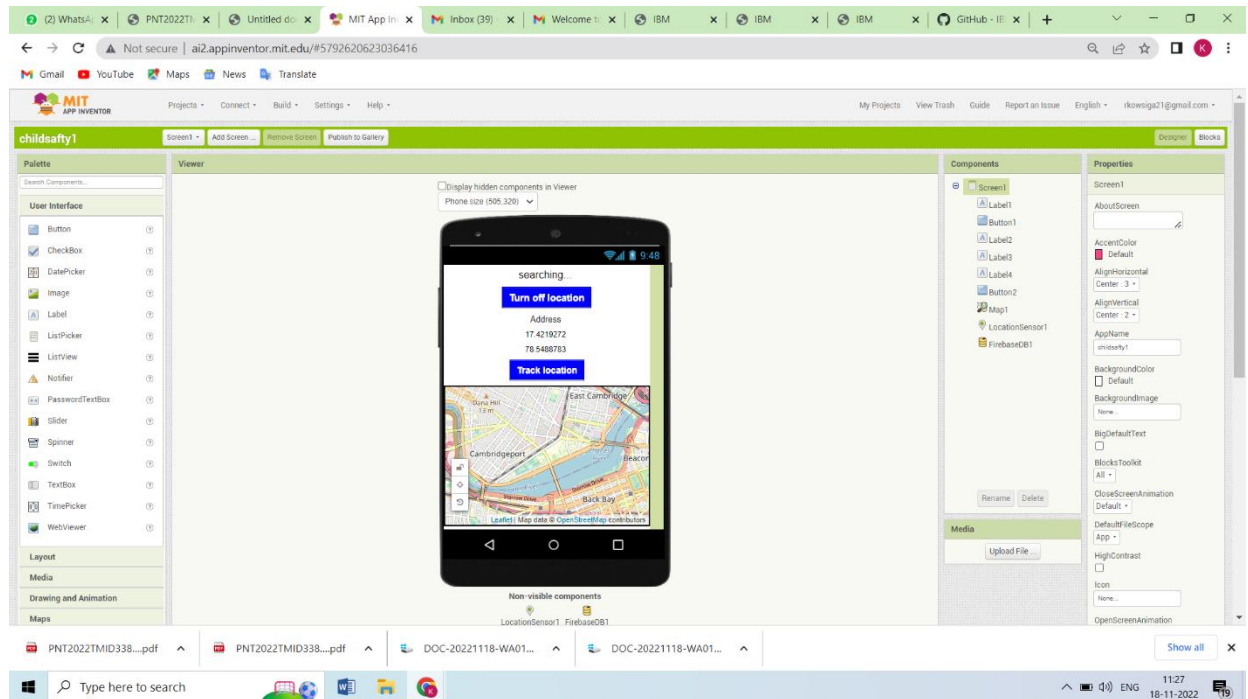 (2) WhatsA
PNT2022TM
Untitled do
MIT App In
Inbox (39)
Welcome t
IBM
IBM
IBM
GitHub - IB
Not secure | ai2.appinventor.mit.edu/#5792620623036416
K
Gmail
YouTube
Maps
News
Translate
MIT
APP INVENTOR
Projects
Connect
Build
Settings
Help
My Projects
View Trash
Guide
Report an Issue
English
rkowsiga21@gmail.com
childsafty1
Screen1
Add Screen ...
Remove Screen
Publish to Gallery
Designer
Blocks
Palette
Search Components...
User Interface
Button
CheckBox
DatePicker
Image
Label
ListPicker
ListView
Notifier
PasswordTextBox
Slider
Spinner
Switch
TextBox
TimePicker
WebViewer
Layout
Media
Drawing and Animation
Maps
Viewer
Display hidden components in Viewer
Phone size (505,320)
9:48
searching...
Turn off location
Address
17.4219272
78.5488783
Track location
Dana Hill
13 m
East Cambridge
Cambridgeport
Beacon
Back Bay
Leaflet | Map data © OpenStreetMap contributors
Non-visible components
LocationSensor1
FirebaseDB1
Components
Screen1
Label1
Button1
Label2
Label3
Label4
Button2
Map1
LocationSensor1
FirebaseDB1
Rename
Delete
Media
Upload File ...
Properties
Screen1
AboutScreen
AccentColor
Default
AlignHorizontal
Center : 3
AlignVertical
Center : 2
AppName
childsafty1
BackgroundColor
Default
BackgroundImage
None...
BigDefaultText
BlocksToolkit
All
CloseScreenAnimation
Default
DefaultFileScope
App
HighContrast
Icon
None...
OpenScreenAnimation
PNT2022TMID338....pdf
PNT2022TMID338....pdf
DOC-20221118-WA01...
DOC-20221118-WA01...
Show all
Type here to search
ENG
11:27
18-11-2022
19